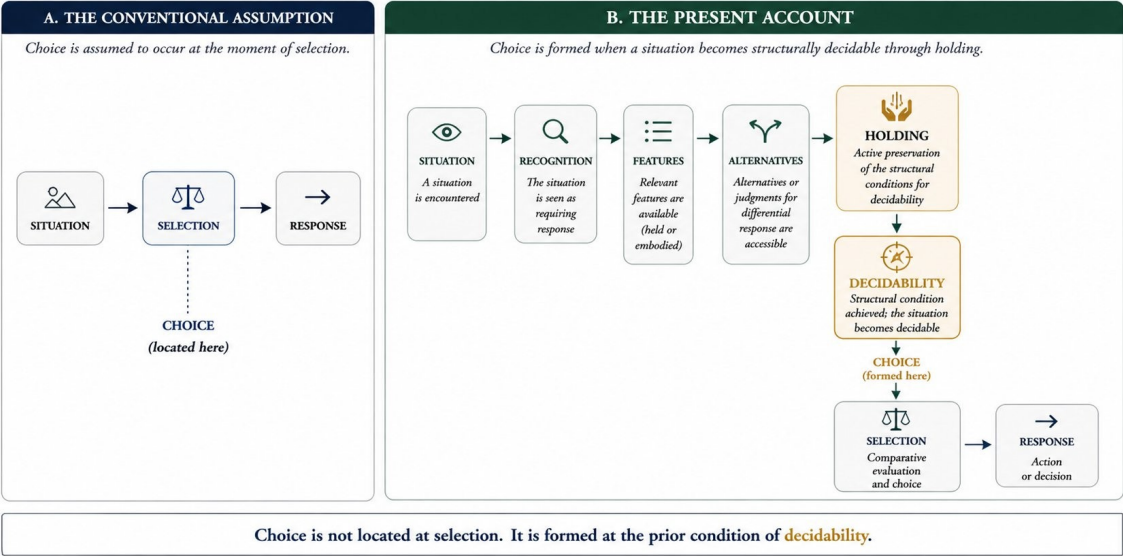 A. THE CONVENTIONAL ASSUMPTION
Choice is assumed to occur at the moment of selection.
SITUATION
SELECTION
RESPONSE
CHOICE
(located here)
B. THE PRESENT ACCOUNT
Choice is formed when a situation becomes structurally decidable through holding.
SITUATION
A situation
is encountered
RECOGNITION
The situation
is seen as
requiring
response
FEATURES
Relevant
features are
available
(held or
embodied)
ALTERNATIVES
Alternatives or
judgments for
differential
response are
accessible
HOLDING
Active preservation
of the structural
conditions for
decidability
DECIDABILITY
Structural condition
achieved; the situation
becomes decidable
CHOICE
(formed here)
SELECTION
Comparative
evaluation
and choice
RESPONSE
Action
or decision
Choice is not located at selection. It is formed at the prior condition of decidability.